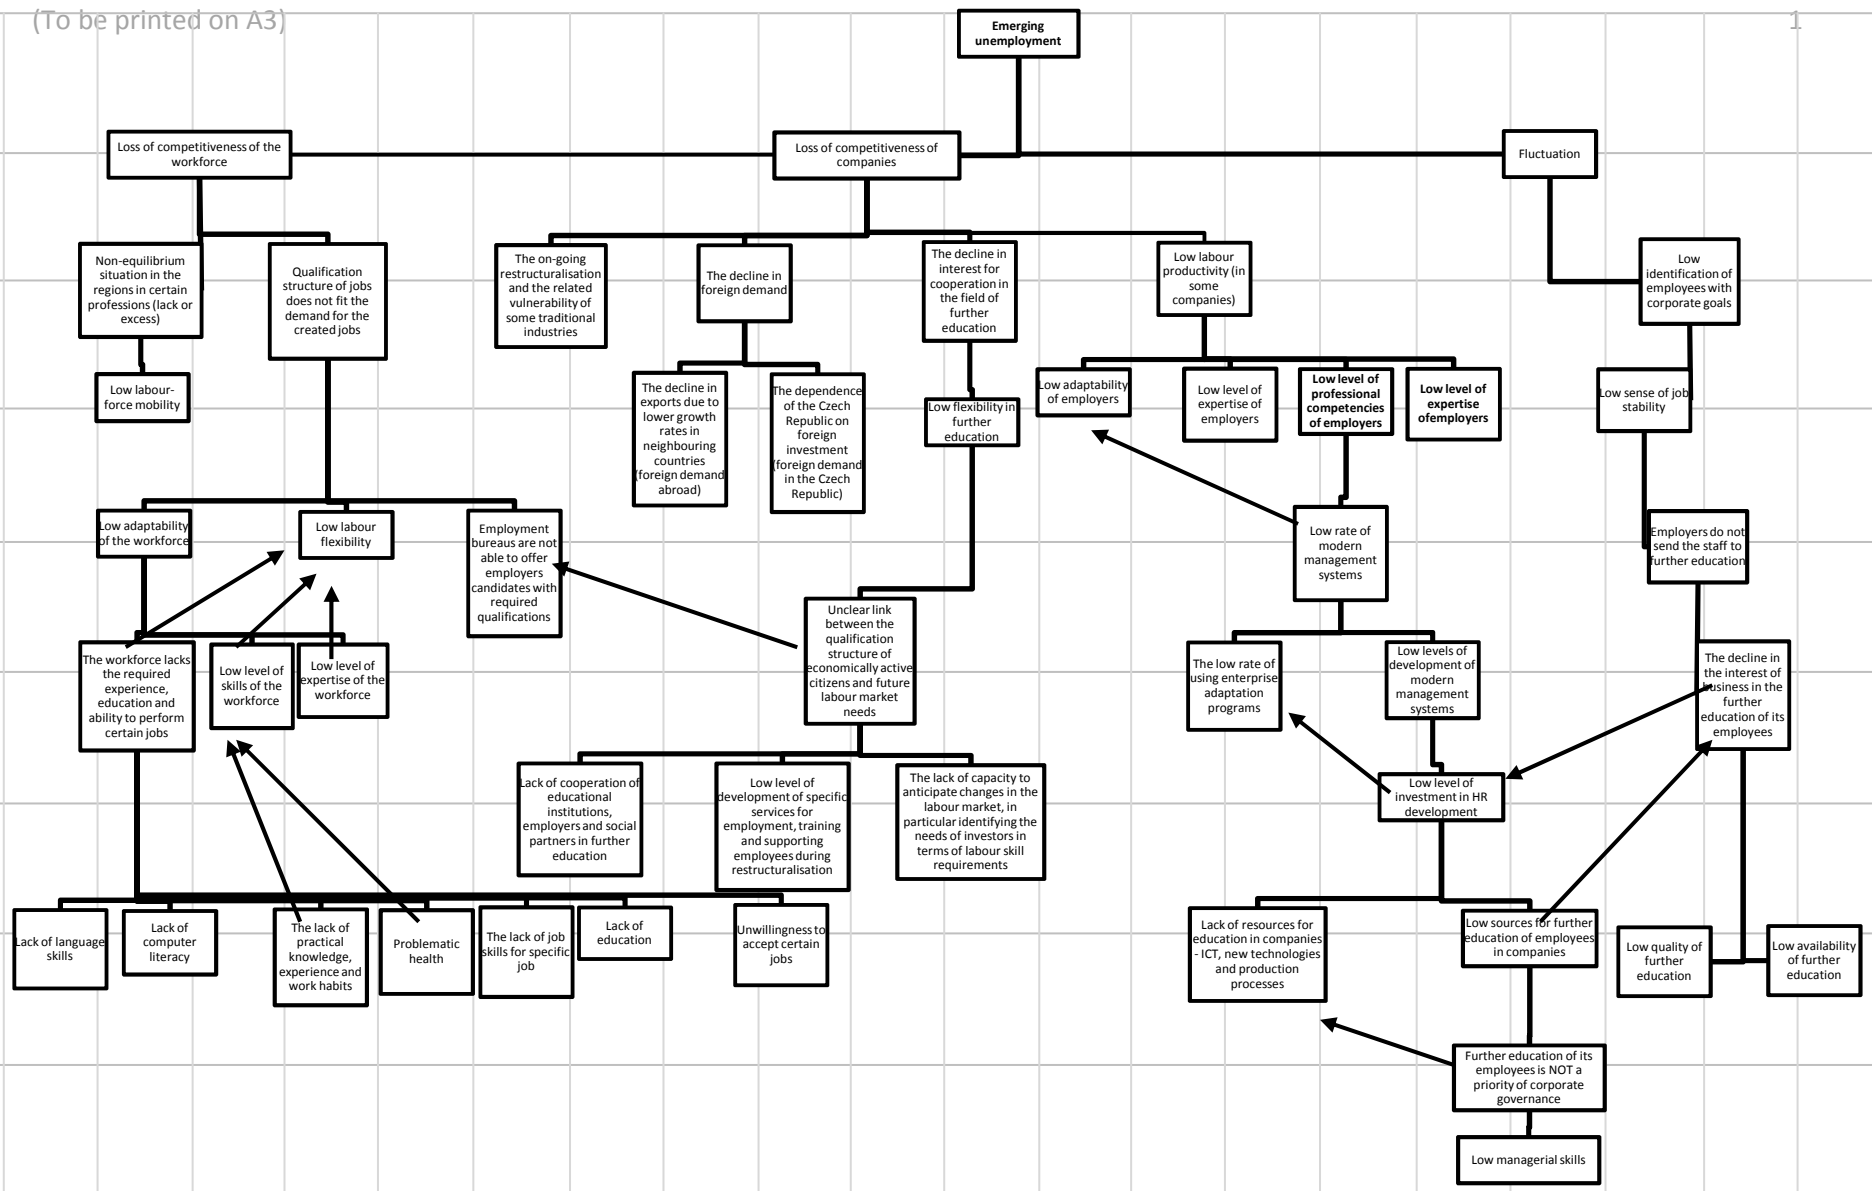 (To be printed on A3)
1
Emerging
unemployment
Loss of competitiveness of the
workforce
Loss of competitiveness of
companies
Fluctuation
Non-equilibrium
situation in the
regions in certain
professions (lack or
excess)
Qualification
structure of jobs
does not fit the
demand for the
created jobs
The on-going
restructuralisation
and the related
vulnerability of
some traditional
industries
The decline in
foreign demand
The decline in
interest for
cooperation in
the field of
further
education
Low labour
productivity (in
some
companies)
Low
identification of
employees with
corporate goals
Low labour-
force mobility
The decline in
exports due to
lower growth
rates in
neighbouring
countries
(foreign demand
abroad)
The dependence
of the Czech
Republic on
foreign
investment
(foreign demand
in the Czech
Republic)
Low flexibility in
further
education
Low adaptability
of employers
Low level of
expertise of
employers
Low level of
professional
competencies
of employers
Low level of
expertise
ofemployers
Low sense of job
stability
Low adaptability
of the workforce
Low labour
flexibility
Employment
bureaus are not
able to offer
employers
candidates with
required
qualifications
Low rate of
modern
management
systems
Employers do not
send the staff to
further education
The workforce lacks
the required
experience,
education and
ability to perform
certain jobs
Low level of
skills of the
workforce
Low level of
expertise of the
workforce
Unclear link
between the
qualification
structure of
economically active
citizens and future
labour market
needs
The low rate of
using enterprise
adaptation
programs
Low levels of
development of
modern
management
systems
The decline in
the interest of
business in the
further
education of its
employees
Lack of cooperation of
educational
institutions,
employers and social
partners in further
education
Low level of
development of specific
services for
employment, training
and supporting
employees during
restructuralisation
The lack of capacity to
anticipate changes in the
labour market, in
particular identifying the
needs of investors in
terms of labour skill
requirements
Low level of
investment in HR
development
Lack of language
skills
Lack of
computer
literacy
The lack of
practical
knowledge,
experience and
work habits
Problematic
health
The lack of job
skills for specific
job
Lack of
education
Unwillingness to
accept certain
jobs
Lack of resources for
education in companies
- ICT, new technologies
and production
processes
Low sources for further
education of employees
in companies
Low quality of
further
education
Low availability
of further
education
Further education of its
employees is NOT a
priority of corporate
governance
Low managerial skills